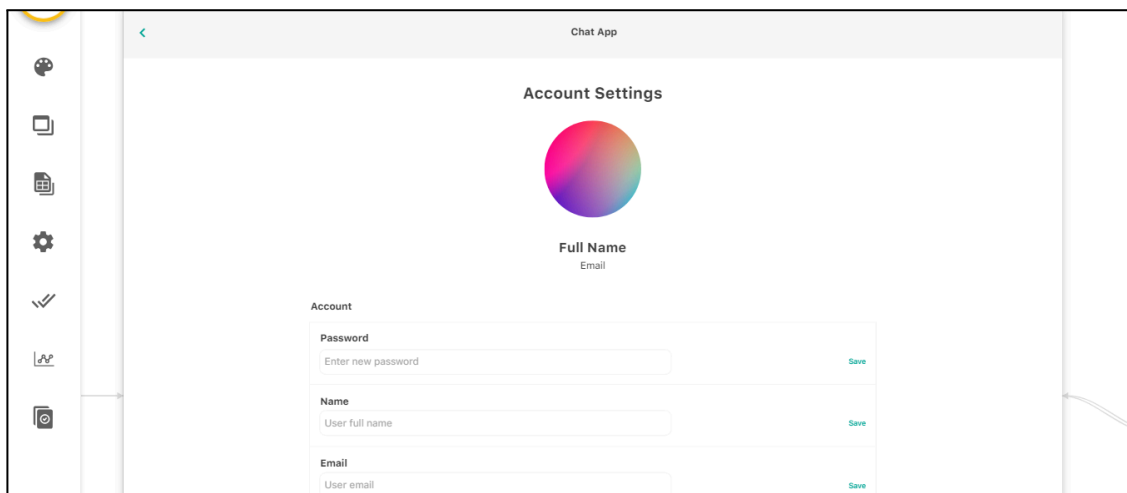 Chat App
Account Settings
Full Name
Email
Account
Password
Enter new password
Save
Name
User full name
Save
Email
User email
Save